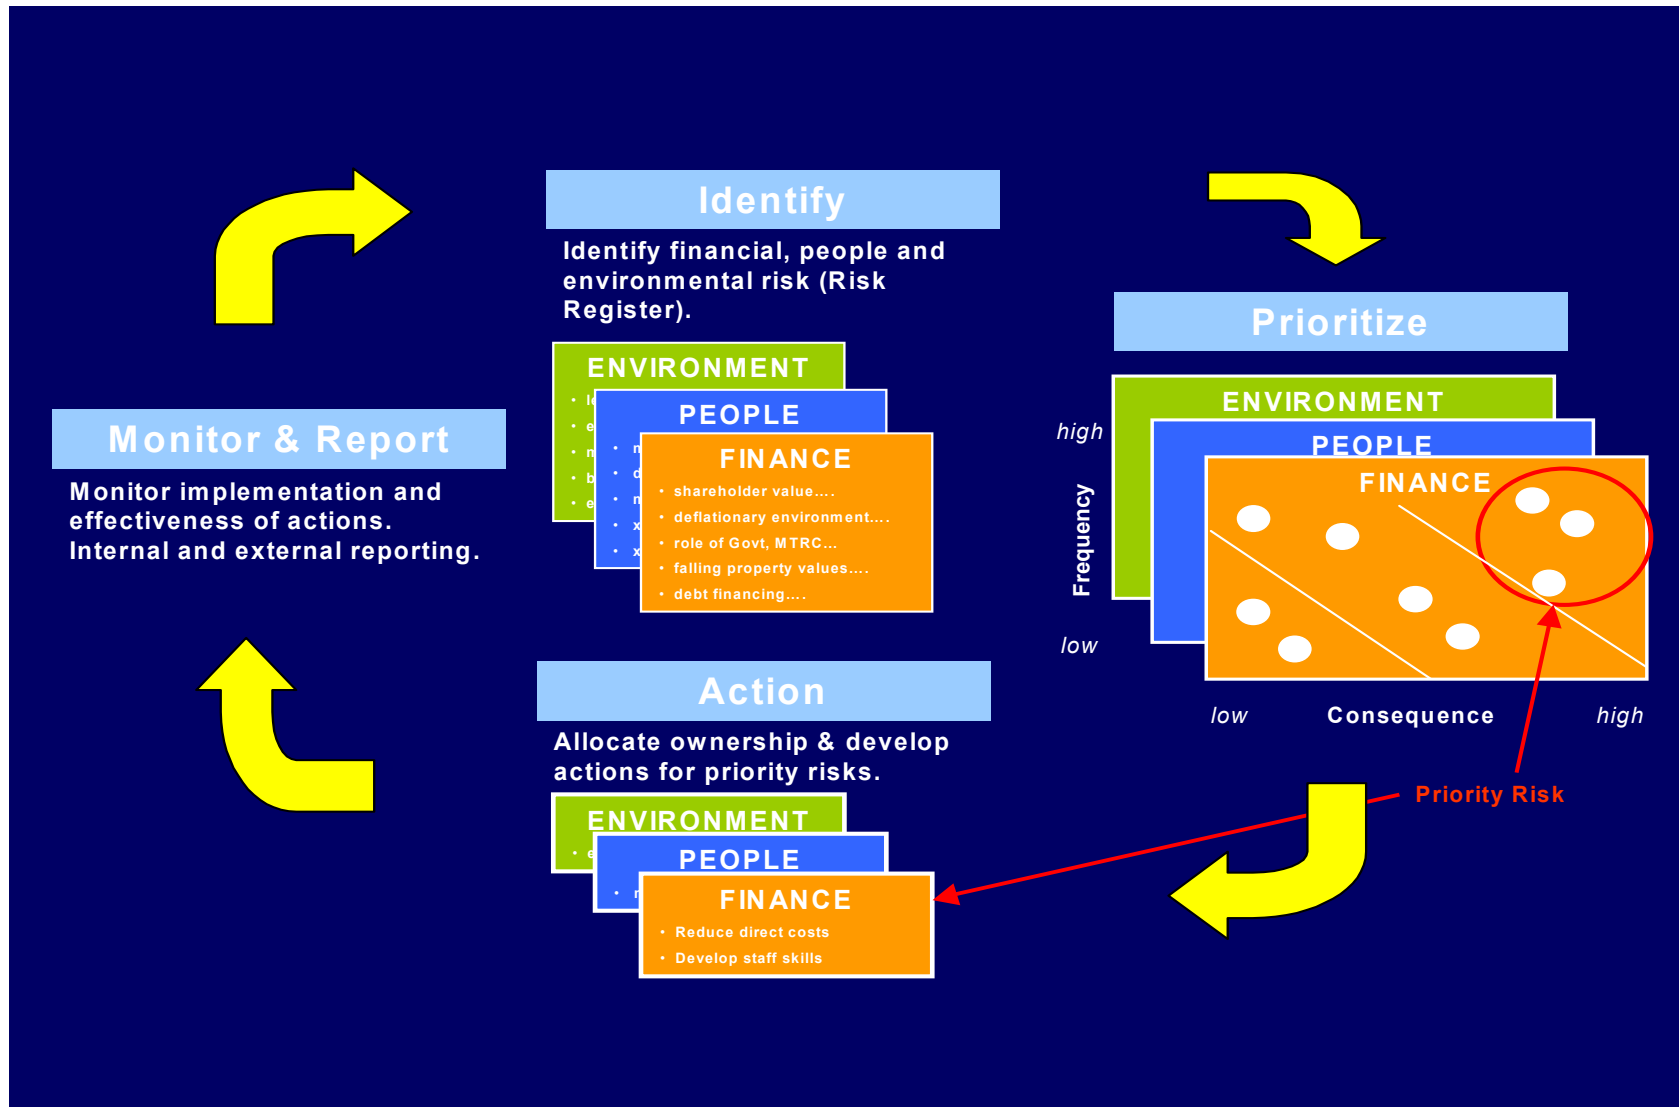 Identify
Identify financial, people and
environmental risk (Risk
Register).
ENVIRONMENT
PEOPLE
FINANCE
• shareholder value....
• deflationary environment....
• role of Govt, MTRC...
• falling property values....
• debt financing....
Prioritize
ENVIRONMENT
PEOPLE
FINANCE
high
Frequency
low
low
Consequence
high
Priority Risk
Action
Allocate ownership & develop
actions for priority risks.
ENVIRONMENT
PEOPLE
FINANCE
• Reduce direct costs
• Develop staff skills
Monitor & Report
Monitor implementation and
effectiveness of actions.
Internal and external reporting.